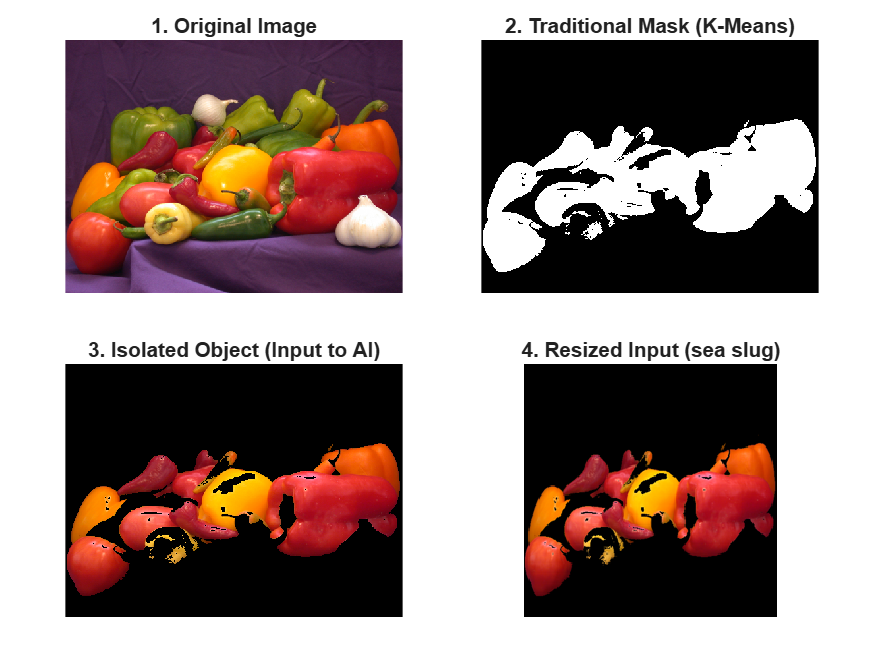 1. Original Image
2. Traditional Mask (K-Means)
3. Isolated Object (Input to AI)
4. Resized Input (sea slug)